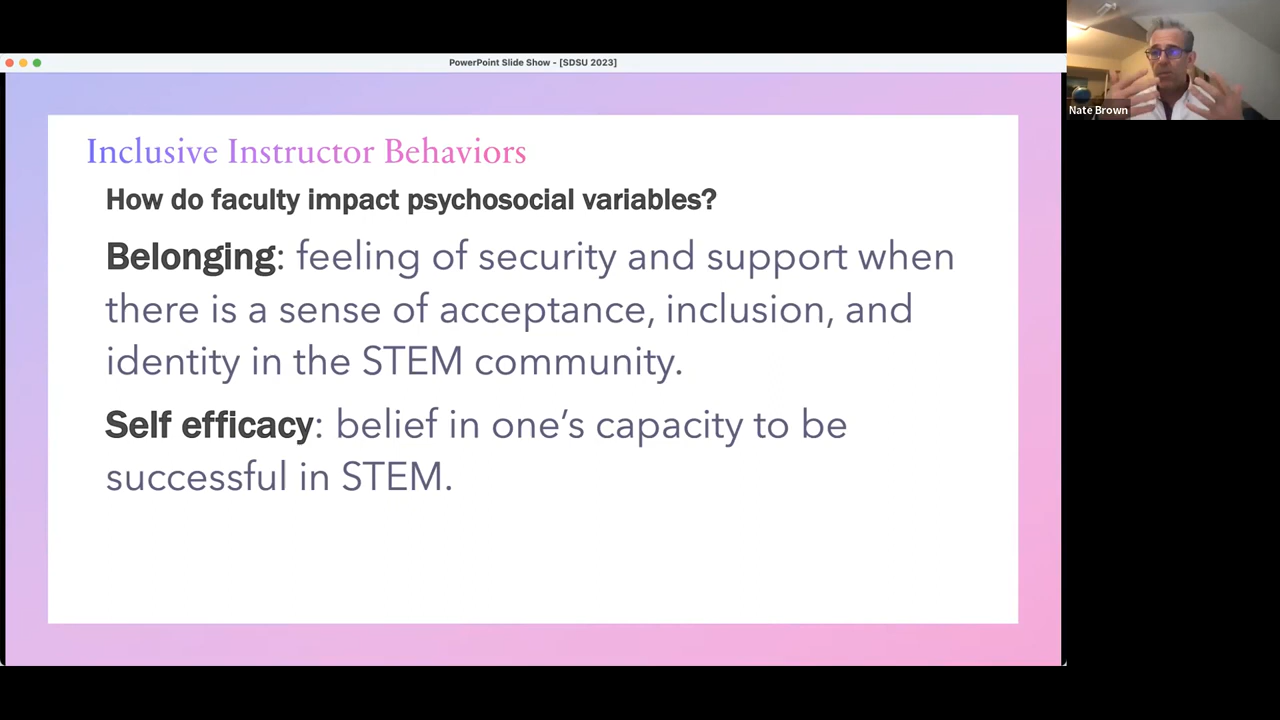 PowerPoint Slide Show - [SDSU 2023]
Nate Brown
Inclusive Instructor Behaviors
How do faculty impact psychosocial variables?
Belonging: feeling of security and support when
there is a sense of acceptance, inclusion, and
identity in the STEM community.
Self efficacy: belief in one’s capacity to be
successful in STEM.